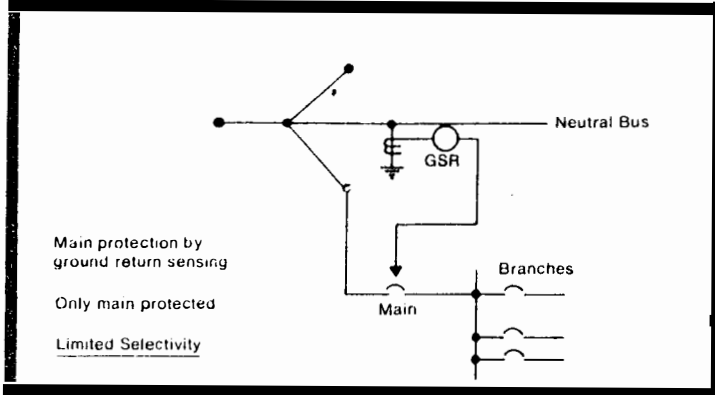 Neutral Bus
GSR
Main protection by
ground return sensing
Branches
Only main protected
Main
Limited Selectivity